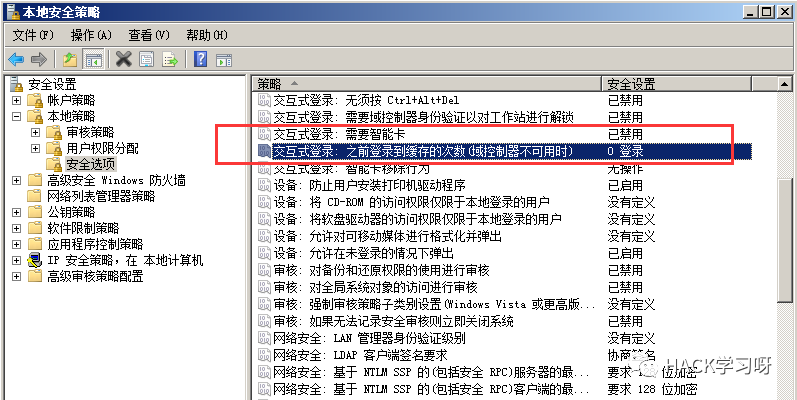 本地安全策略
文件(F) 操作(A) 查看(V) 帮助(H)
安全设置
帐户策略
本地策略
审核策略
用户权限分配
安全选项
高级安全 Windows 防火墙
网络列表管理器策略
公钥策略
软件限制策略
应用程序控制策略
IP 安全策略，在 本地计算机
高级审核策略配置
策略 安全设置
交互式登录: 无须按 Ctrl+Alt+Del 已禁用
交互式登录: 需要域控制器身份验证以对工作站进行解锁 已禁用
交互式登录: 需要智能卡 已禁用
交互式登录: 之前登录到缓存的次数(域控制器不可用时) 0 登录
交互式登录: 智能卡移除行为 无操作
设备: 防止用户安装打印机驱动程序 已启用
设备: 将 CD-ROM 的访问权限仅限于本地登录的用户 没有定义
设备: 将软盘驱动器的访问权限仅限于本地登录的用户 没有定义
设备: 允许对可移动媒体进行格式化并弹出 没有定义
设备: 允许在未登录的情况下弹出 已启用
审核: 对备份和还原权限的使用进行审核 已禁用
审核: 对全局系统对象的访问进行审核 已禁用
审核: 强制审核策略子类别设置(Windows Vista 或更高版... 没有定义
审核: 如果无法记录安全审核则立即关闭系统 已禁用
网络安全: LAN 管理器身份验证级别 没有定义
网络安全: LDAP 客户端签名要求 协商签名
网络安全: 基于 NTLM SSP 的(包括安全 RPC)服务器的最... 要求 128 位加密
网络安全: 基于 NTLM SSP 的(包括安全 RPC)客户端的最... 要求 128 位加密
HACK学习呀